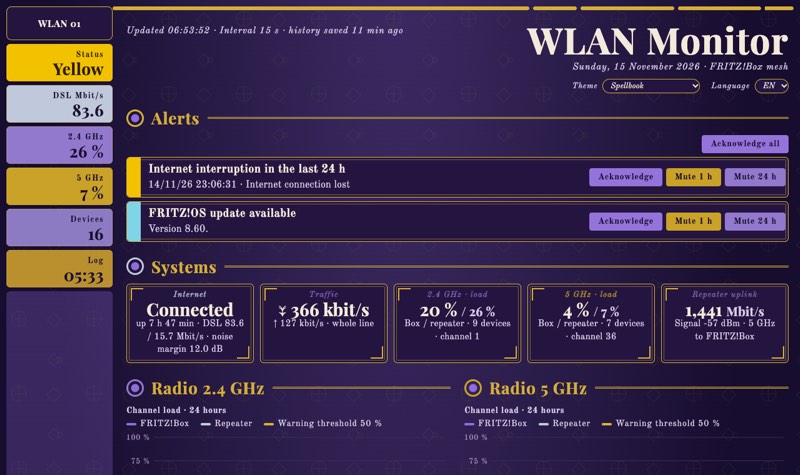 WLAN 01
Status
Yellow
DSL Mbit/s
83.6
2.4 GHz
26 %
5 GHz
7 %
Devices
16
Log
05:33
Updated 06:53:52 · Interval 15 s · history saved 11 min ago
WLAN Monitor
Sunday, 15 November 2026 · FRITZ!Box mesh
Theme Spellbook Language EN
Alerts
Acknowledge all
Internet interruption in the last 24 h
14/11/26 23:06:31 · Internet connection lost
Acknowledge Mute 1 h Mute 24 h
FRITZ!OS update available
Version 8.60.
Acknowledge Mute 1 h Mute 24 h
Systems
Internet
Connected
up 7 h 47 min · DSL 83.6
/ 15.7 Mbit/s · noise
margin 12.0 dB
Traffic
↓ 366 kbit/s
↑ 127 kbit/s · whole line
2.4 GHz · load
20 % / 26 %
Box / repeater · 9 devices
· channel 1
5 GHz · load
4 % / 7 %
Box / repeater · 7 devices
· channel 36
Repeater uplink
1,441 Mbit/s
Signal -57 dBm · 5 GHz
to FRITZ!Box
Radio 2.4 GHz
Channel load · 24 hours
FRITZ!Box Repeater Warning threshold 50 %
100 %
75 %
Radio 5 GHz
Channel load · 24 hours
FRITZ!Box Repeater Warning threshold 50 %
100 %
75 %